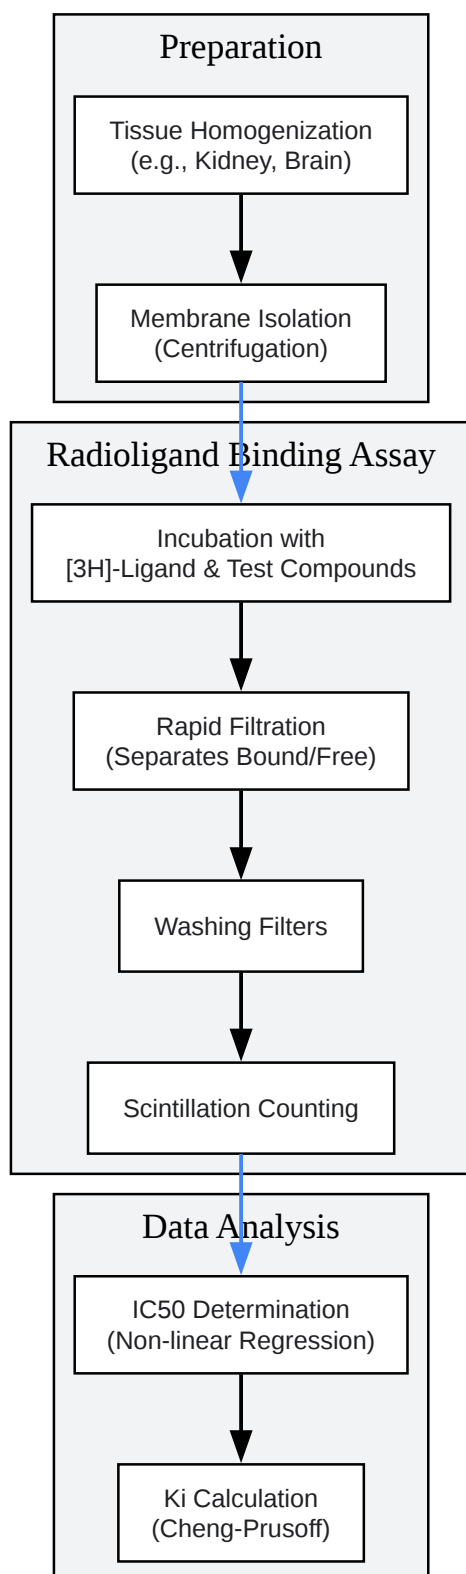 Preparation
Tissue Homogenization
(e.g., Kidney, Brain)
Membrane Isolation
(Centrifugation)
Radioligand Binding Assay
Incubation with
[3H]-Ligand & Test Compounds
Rapid Filtration
(Separates Bound/Free)
Washing Filters
Scintillation Counting
Data Analysis
IC50 Determination
(Non-linear Regression)
Ki Calculation
(Cheng-Prusoff)